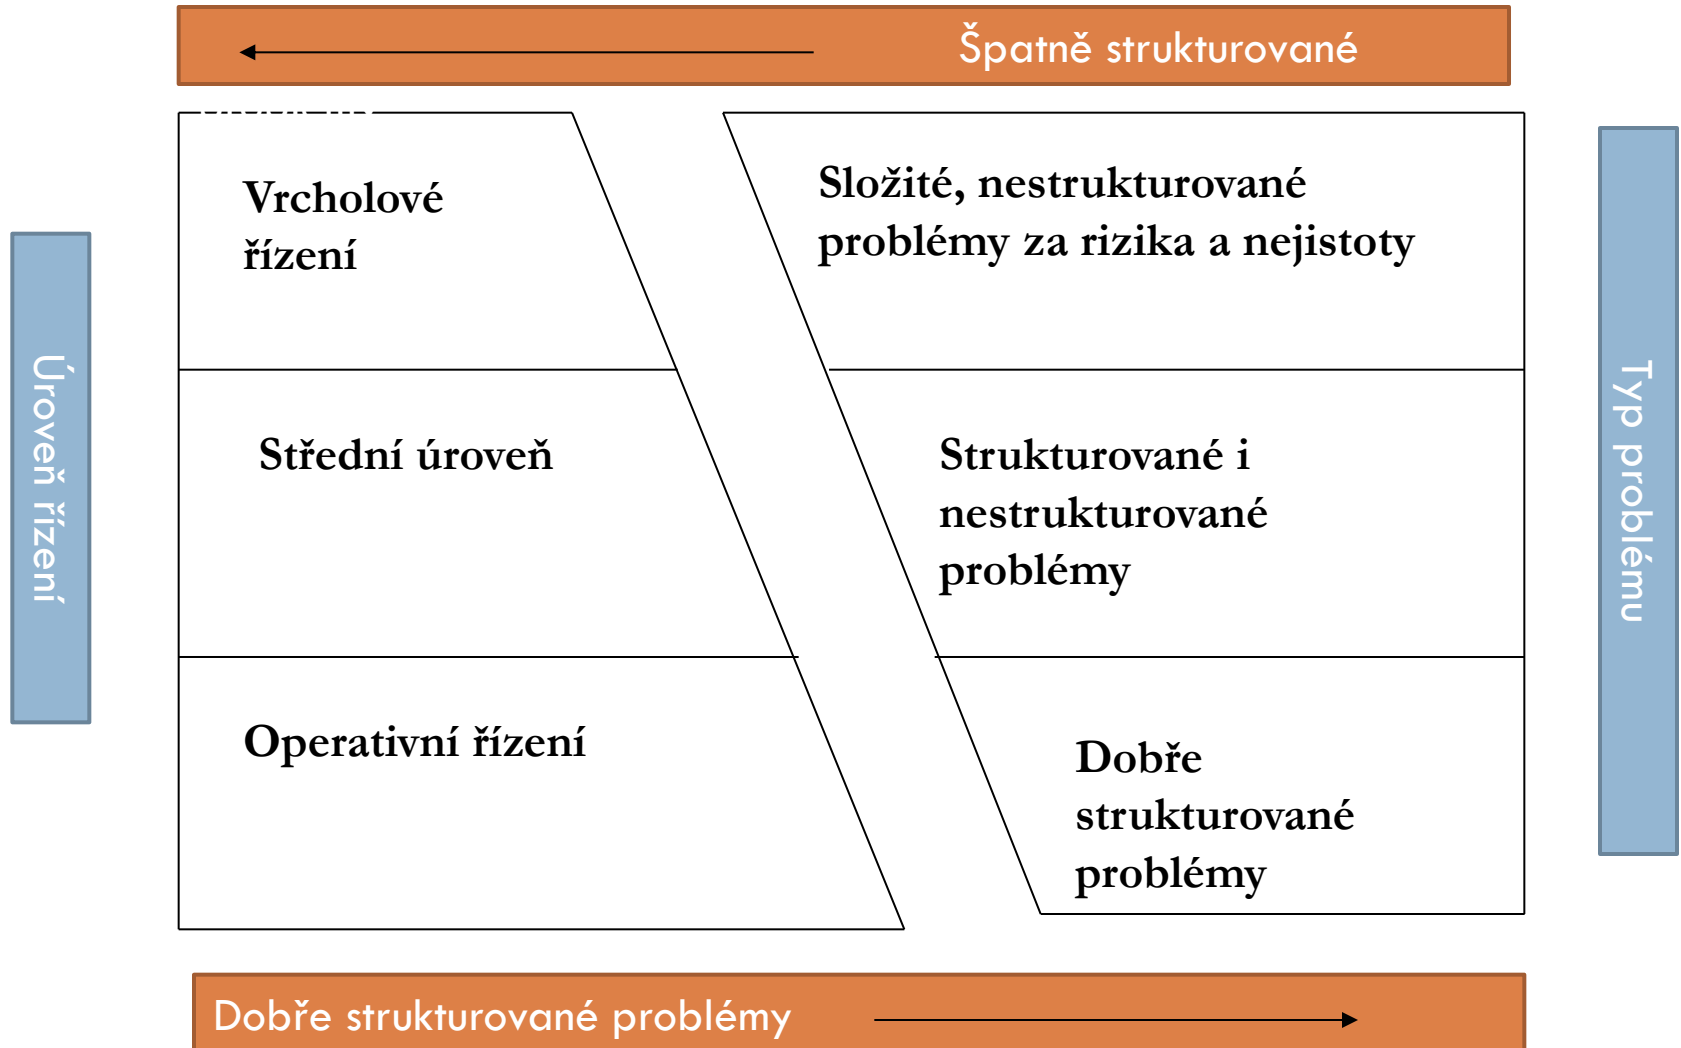 Špatně strukturované
Vrcholové
řízení
Složité, nestrukturované
problémy za rizika a nejistoty
Úroveň řízení
Střední úroveň
Strukturované i
nestrukturované
problémy
Typ problému
Operativní řízení
Dobře
strukturované
problémy
Dobře strukturované problémy